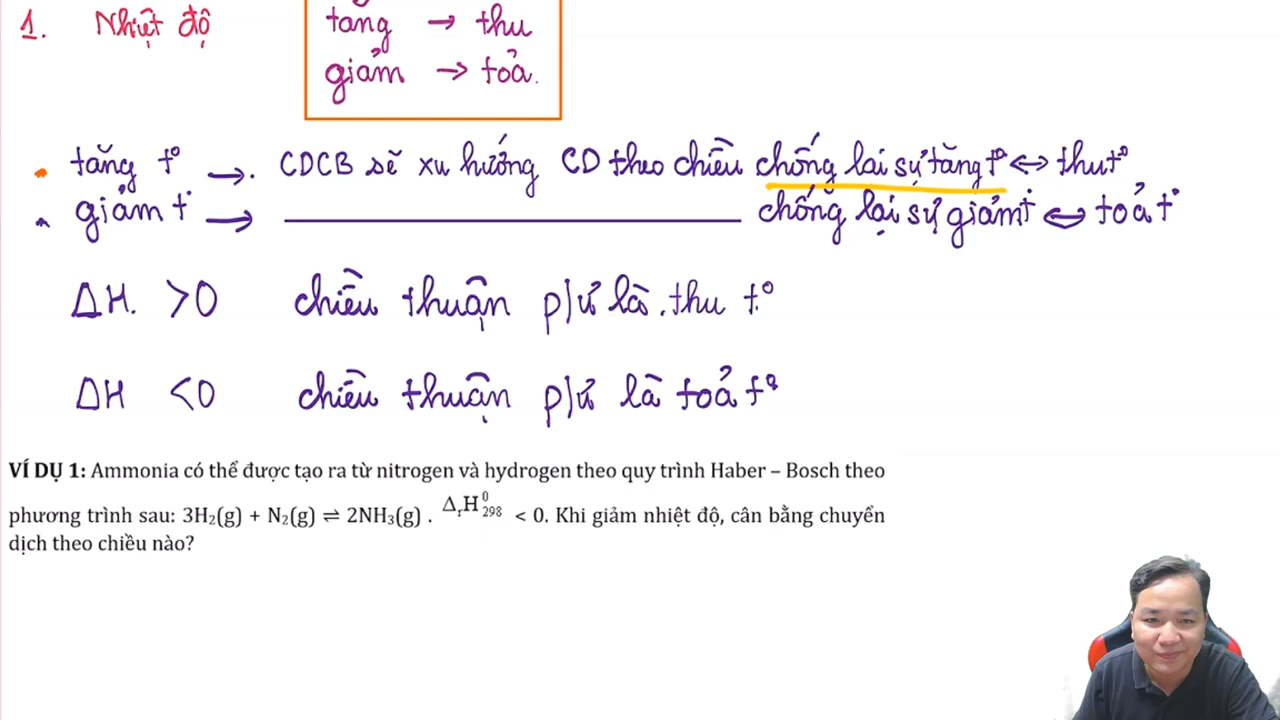 1. Nhiệt độ
tăng → thu
giảm → toả.
• tăng t° →. CDCB sẽ xu hướng CD theo chiều chống lai sự tăng t° ⇔ thu t°
• giảm t° → ___ chống lại sự giảm t° ⇔ toả t°
ΔH. >0 chiều thuận p/ứ là. thu t°
ΔH <0 chiều thuận p/ứ là toả t°
VÍ DỤ 1: Ammonia có thể được tạo ra từ nitrogen và hydrogen theo quy trình Haber – Bosch theo
phương trình sau: 3H₂(g) + N₂(g) ⇌ 2NH₃(g) . ΔᵣH⁰₂₉₈ < 0. Khi giảm nhiệt độ, cân bằng chuyển
dịch theo chiều nào?